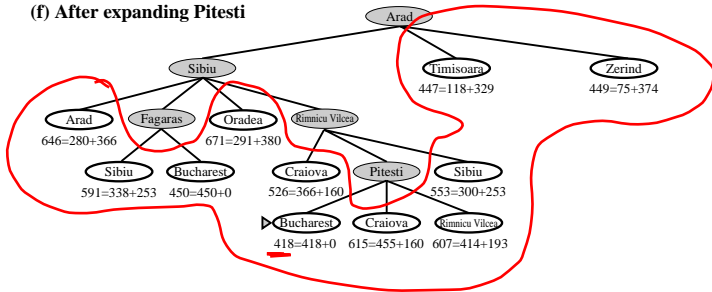 (f) After expanding Pitesti
Arad
Sibiu
Timisoara
Zerind
447=118+329
449=75+374
Arad
Fagaras
Oradea
Rimnicu Vilcea
646=280+366
671=291+380
Sibiu
Bucharest
Craiova
Pitesti
Sibiu
591=338+253
450=450+0
526=366+160
553=300+253
Bucharest
Craiova
Rimnicu Vilcea
418=418+0
615=455+160
607=414+193